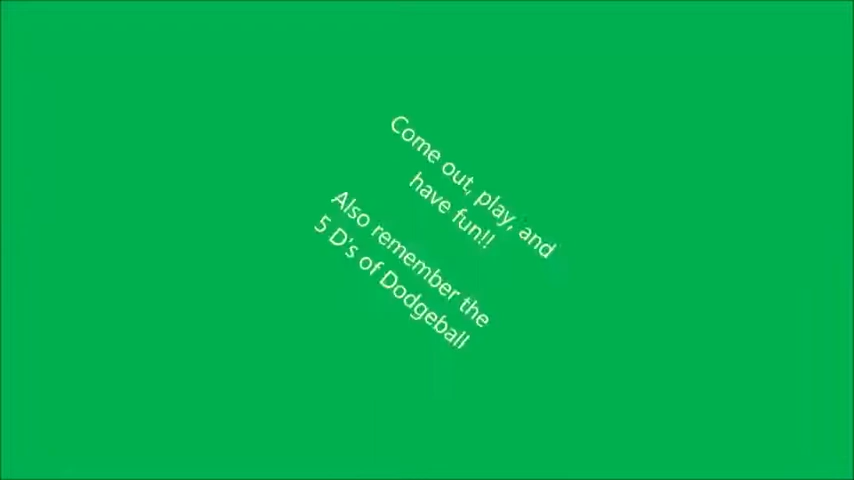 Come out, play, and
have fun!!
Also remember the
5 D's of Dodgeball